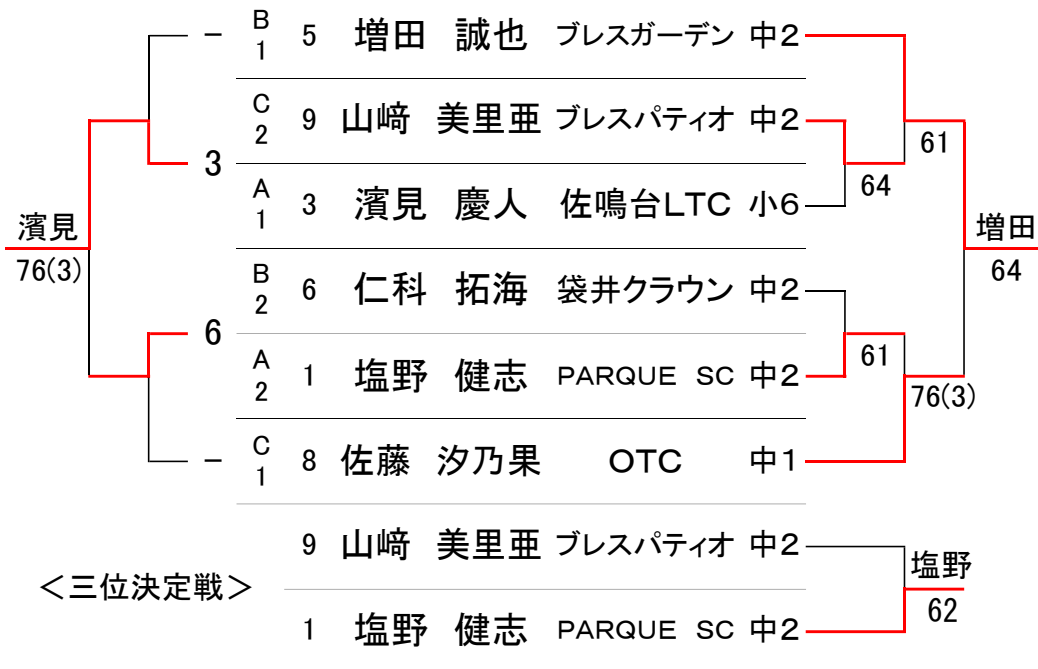 － B1 5 増田 誠也 ブレスガーデン 中2
C2 9 山﨑 美里亜 ブレスパティオ 中2
61
3
64
A1 3 濱見 慶人 佐鳴台LTC 小6
濱見
増田
76(3)
64
B2 6 仁科 拓海 袋井クラウン 中2
6
61
A2 1 塩野 健志 PARQUE SC 中2
76(3)
－ C1 8 佐藤 汐乃果 OTC 中1
9 山﨑 美里亜 ブレスパティオ 中2
塩野
＜三位決定戦＞
62
1 塩野 健志 PARQUE SC 中2